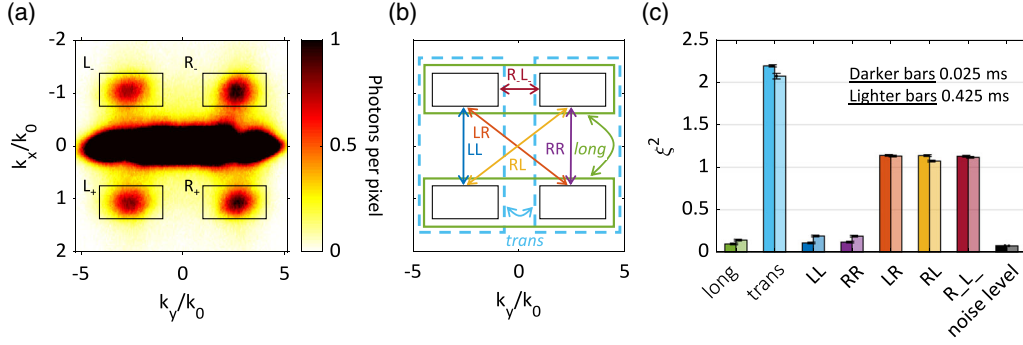 (a)
(b)
(c)
-2
-1
0
1
2
k_x/k_0
-5
0
5
k_y/k_0
L_-
R_-
L_+
R_+
1
0.5
0
Photons per pixel
R_L_
LR
LL
RL
RR
long
trans
-5
0
5
k_y/k_0
2.5
2
1.5
1
0.5
0
ξ²
Darker bars 0.025 ms
Lighter bars 0.425 ms
long
trans
LL
RR
LR
RL
R_L_
noise level